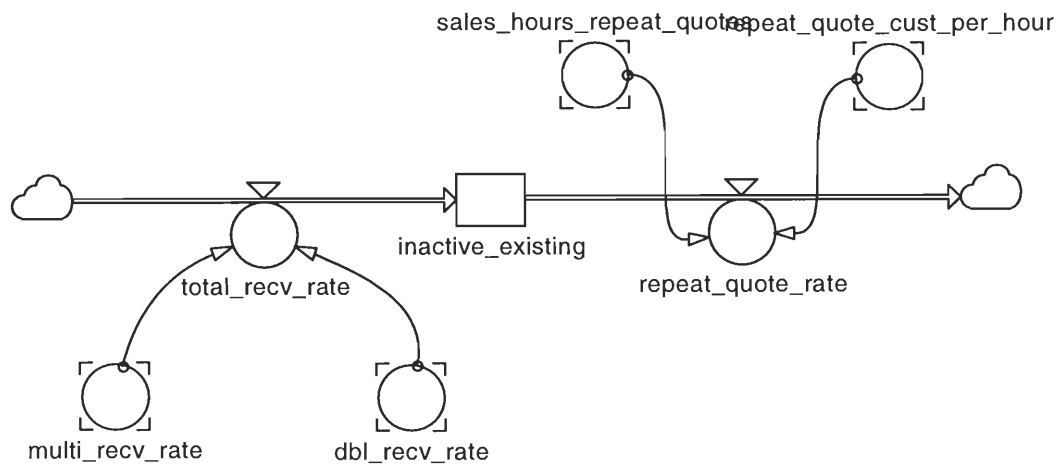 sales_hours_repeat_quotes
repeat_quote_cust_per_hour
inactive_existing
total_recv_rate
repeat_quote_rate
multi_recv_rate
dbl_recv_rate